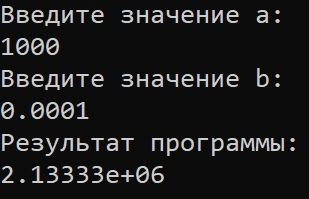 Введите значение a:
1000
Введите значение b:
0.0001
Результат программы:
2.13333e+06